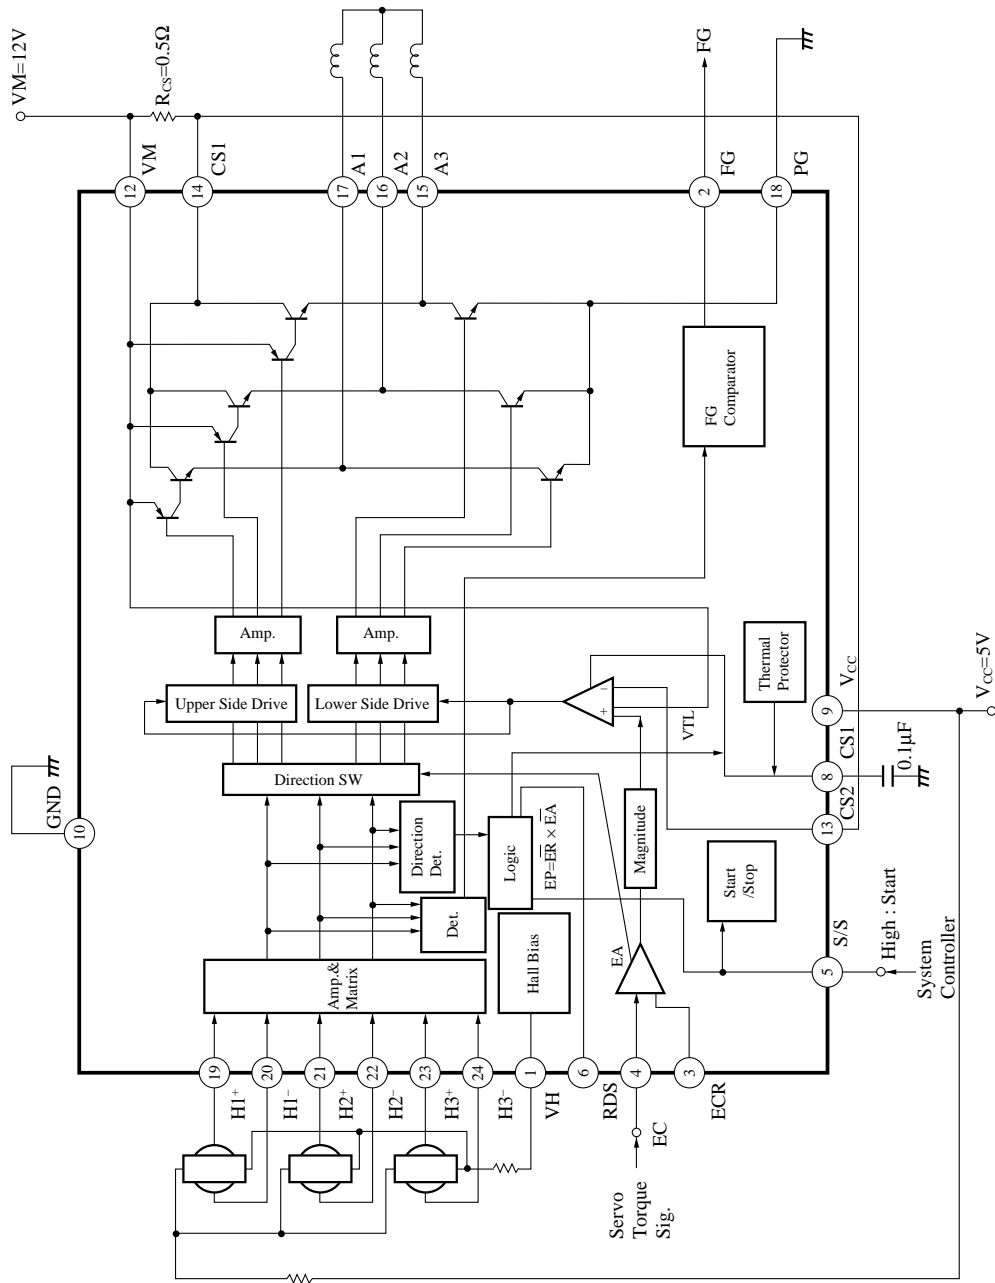 VM=12V
RCS=0.5Ω
12
VM
14
CS1
17
A1
16
A2
15
A3
2
FG
FG
18
PG
FG
Comparator
Amp.
Amp.
Upper Side Drive
Lower Side Drive
Direction SW
GND
10
VTL
+
−
Thermal
Protector
VCC
9
VCC=5V
CS1
8
0.1µF
CS2
13
Direction
Det.
Det.
Logic
EP=ER × EA
Magnitude
Start
/Stop
S/S
5
High : Start
System
Controller
Amp.&
Matrix
Hall Bias
EA
19
H1+
20
H1−
21
H2+
22
H2−
23
H3+
24
H3−
1
VH
6
RDS
4
EC
3
ECR
Servo
Torque
Sig.